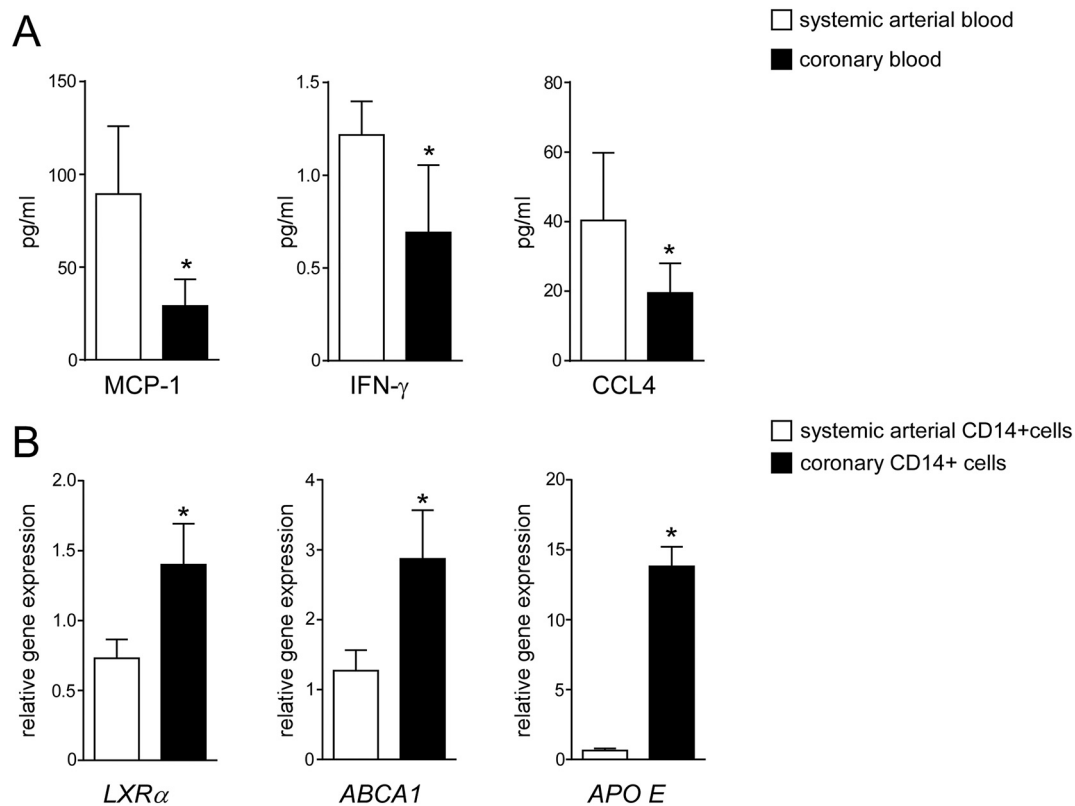 A
systemic arterial blood
coronary blood
pg/ml
150
100
50
0
*
MCP-1
pg/ml
1.5
1.0
0.5
0
*
IFN-γ
pg/ml
80
60
40
20
0
*
CCL4
B
systemic arterial CD14+cells
coronary CD14+ cells
relative gene expression
2.0
1.5
1.0
0.5
0
*
LXRα
relative gene expression
4
3
2
1
0
*
ABCA1
relative gene expression
20
15
10
5
0
*
APO E